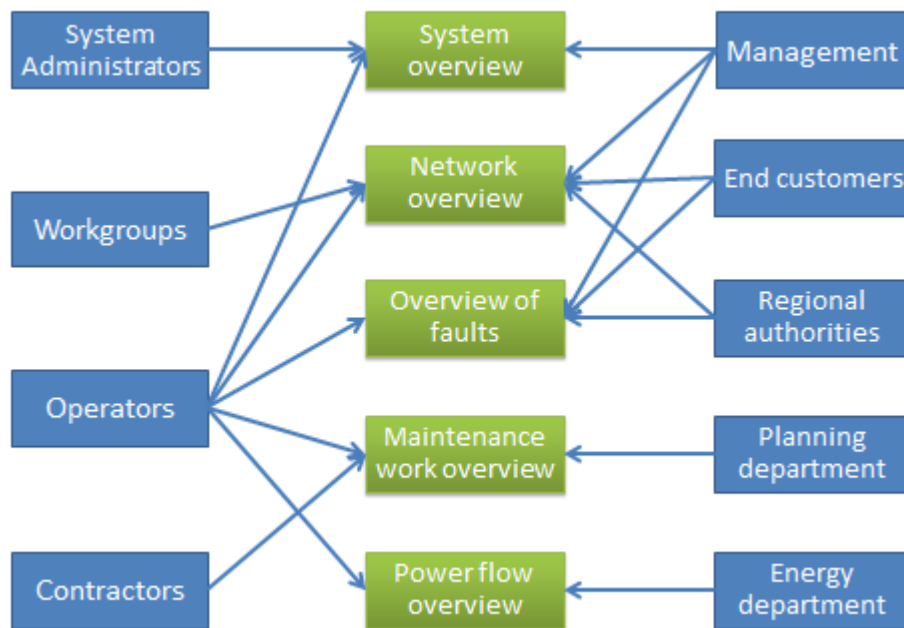 System
Administrators
System
overview
Management
Network
overview
End customers
Workgroups
Overview of
faults
Regional
authorities
Operators
Maintenance
work overview
Planning
department
Contractors
Power flow
overview
Energy
department